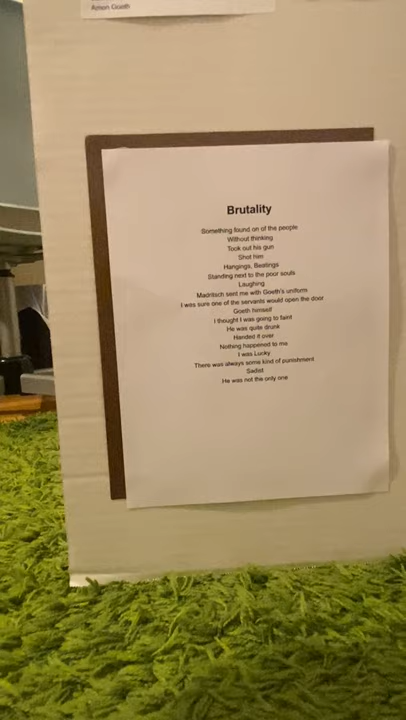 Amon Goeth
Brutality
Something found on of the people
Without thinking
Took out his gun
Shot him
Hangings, Beatings
Standing next to the poor souls
Laughing
Madritsch sent me with Goeth's uniform
I was sure one of the servants would open the door
Goeth himself
I thought I was going to faint
He was quite drunk
Handed it over
Nothing happened to me
I was Lucky
There was always some kind of punishment
Sadist
He was not the only one